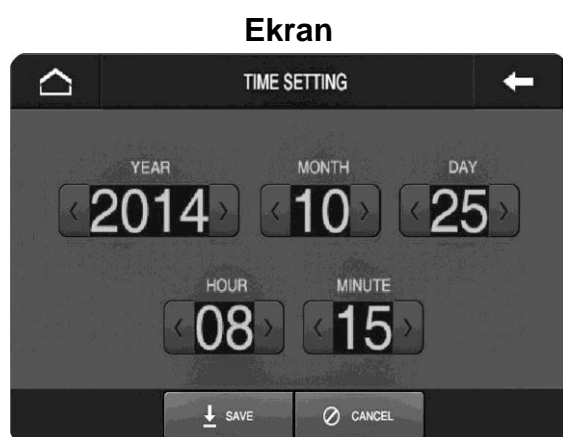 Ekran
TIME SETTING
YEAR MONTH DAY
2014 10 25
HOUR MINUTE
08 15
SAVE CANCEL